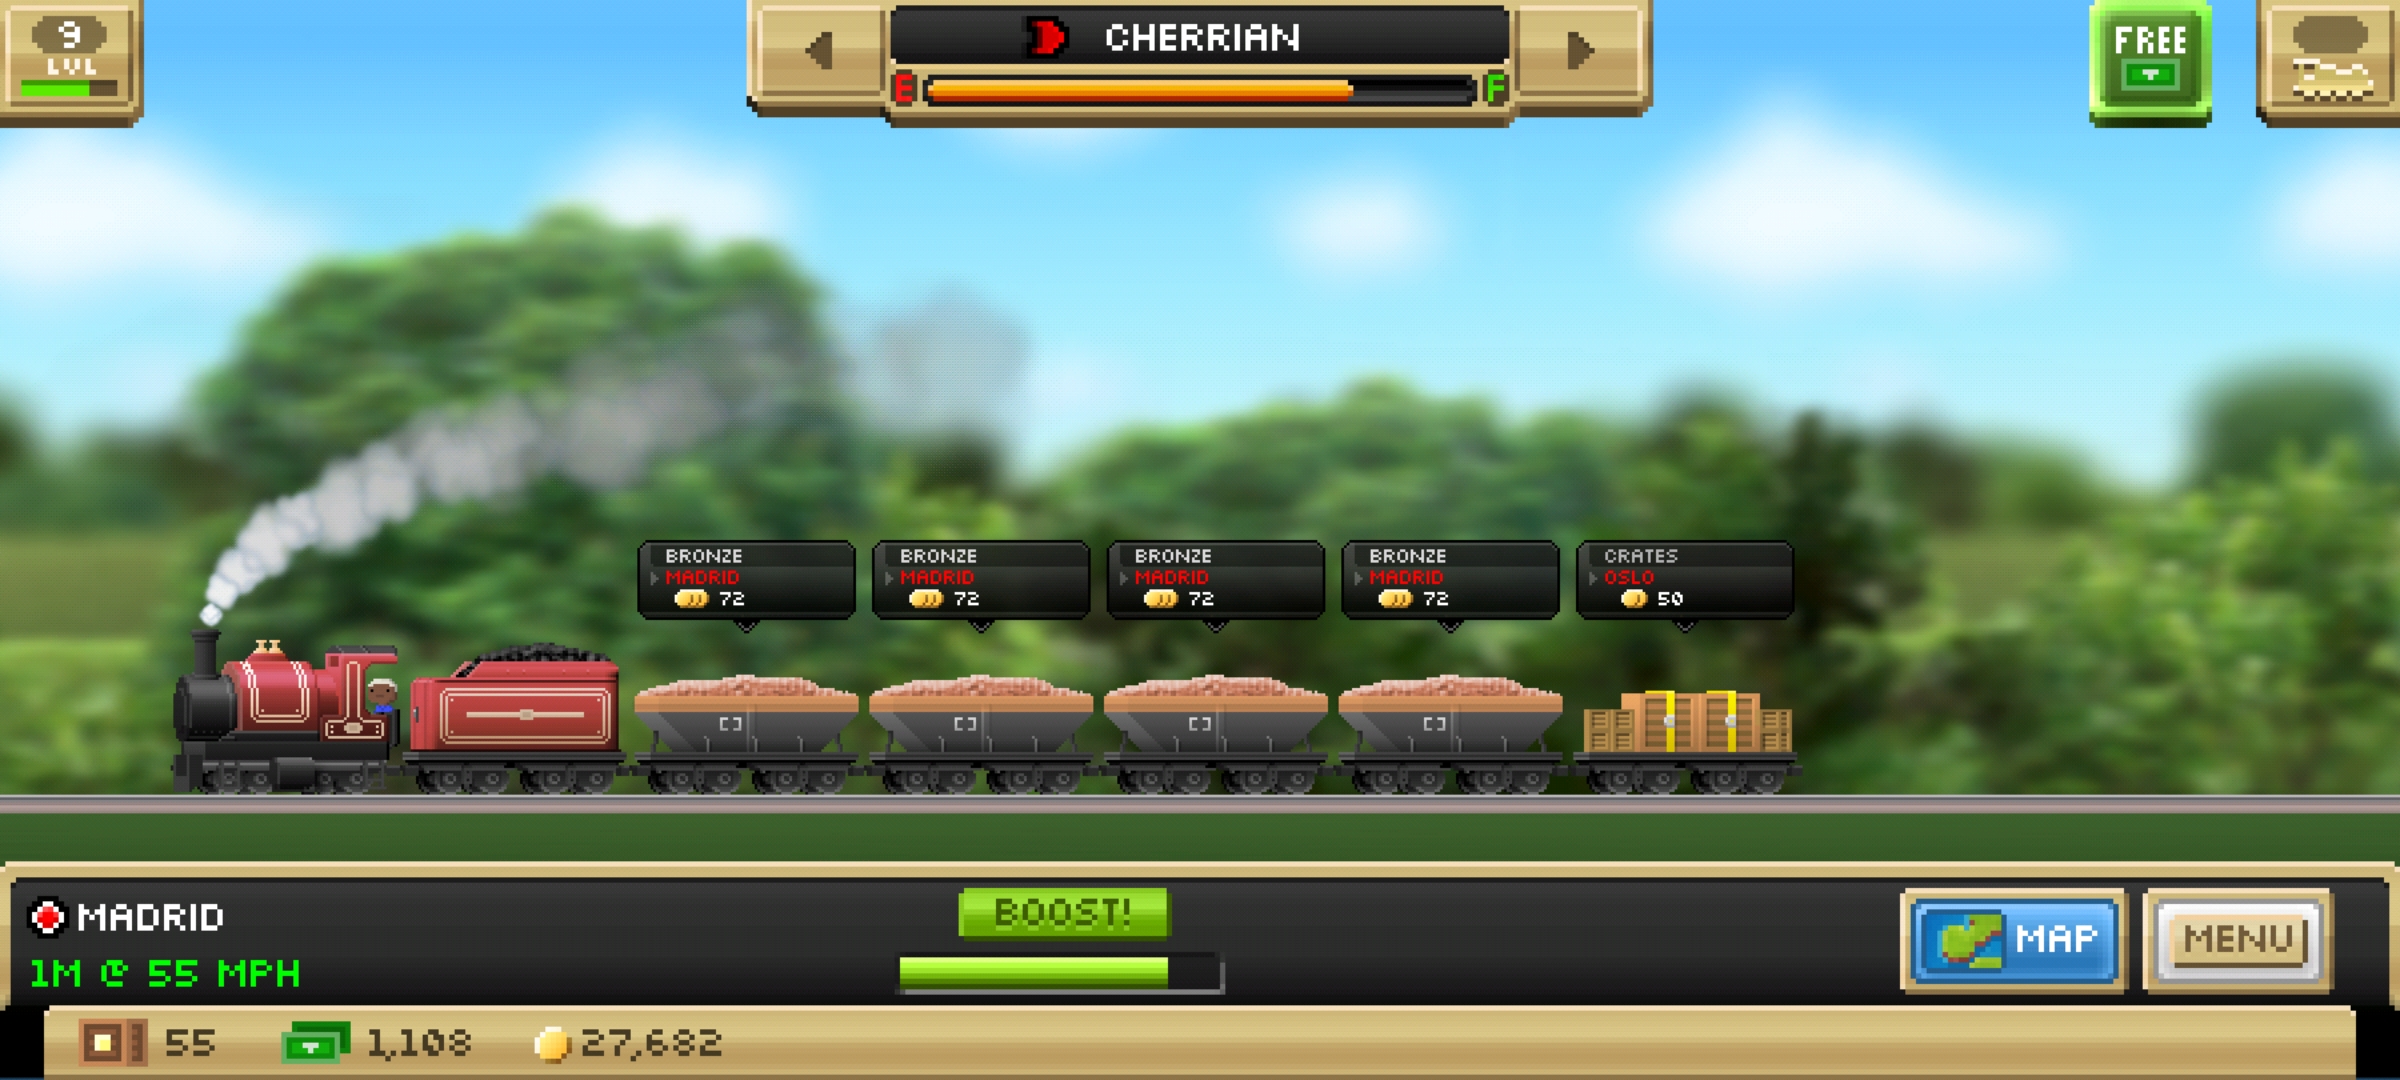 9
LVL
CHERRIAN
E
F
FREE
BRONZE
MADRID
72
BRONZE
MADRID
72
BRONZE
MADRID
72
BRONZE
MADRID
72
CRATES
OSLO
50
MADRID
1M @ 55 MPH
BOOST!
MAP
MENU
55
1,108
27,682